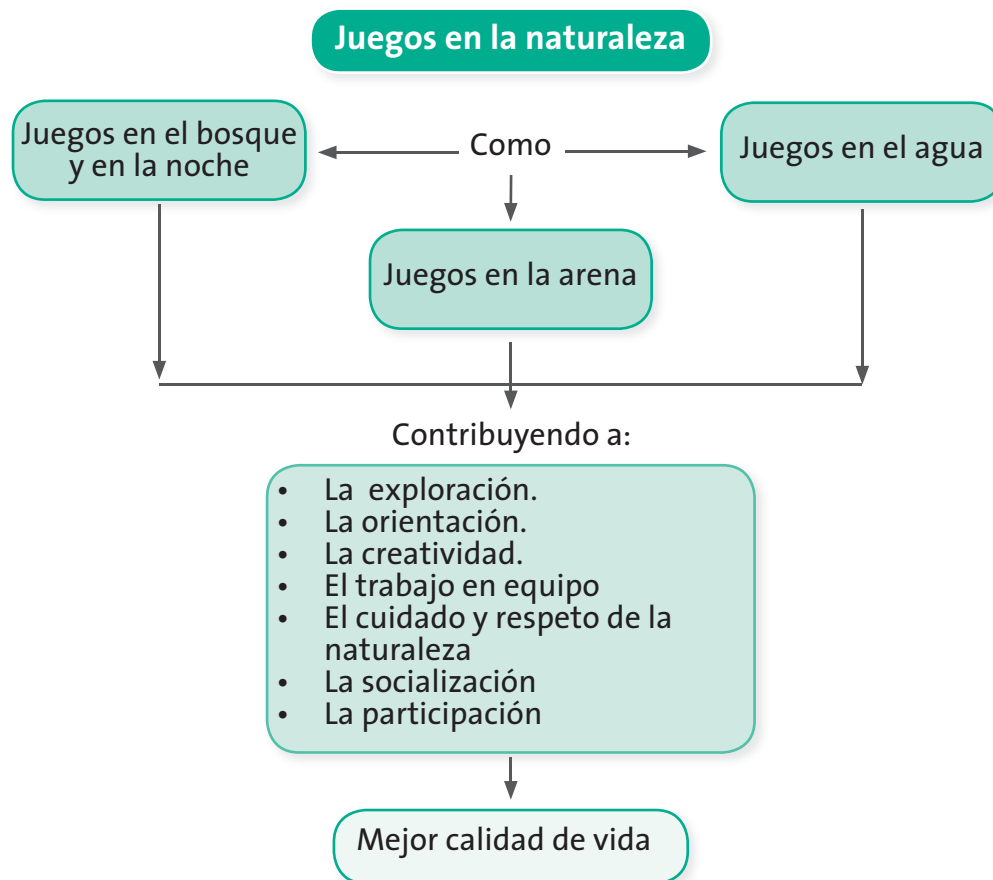 Juegos en la naturaleza
Juegos en el bosque
y en la noche
Como
Juegos en el agua
Juegos en la arena
Contribuyendo a:
• La exploración.
• La orientación.
• La creatividad.
• El trabajo en equipo
• El cuidado y respeto de la
naturaleza
• La socialización
• La participación
Mejor calidad de vida